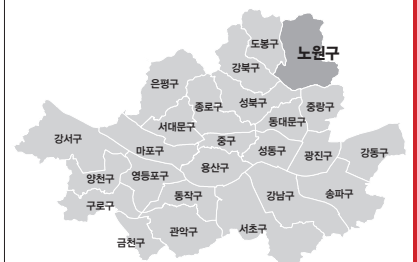 도봉구
노원구
강북구
은평구
성북구
종로구
중랑구
동대문구
서대문구
강서구
중구
마포구
성동구
광진구
강동구
용산구
양천구
영등포구
동작구
강남구
송파구
구로구
관악구
서초구
금천구